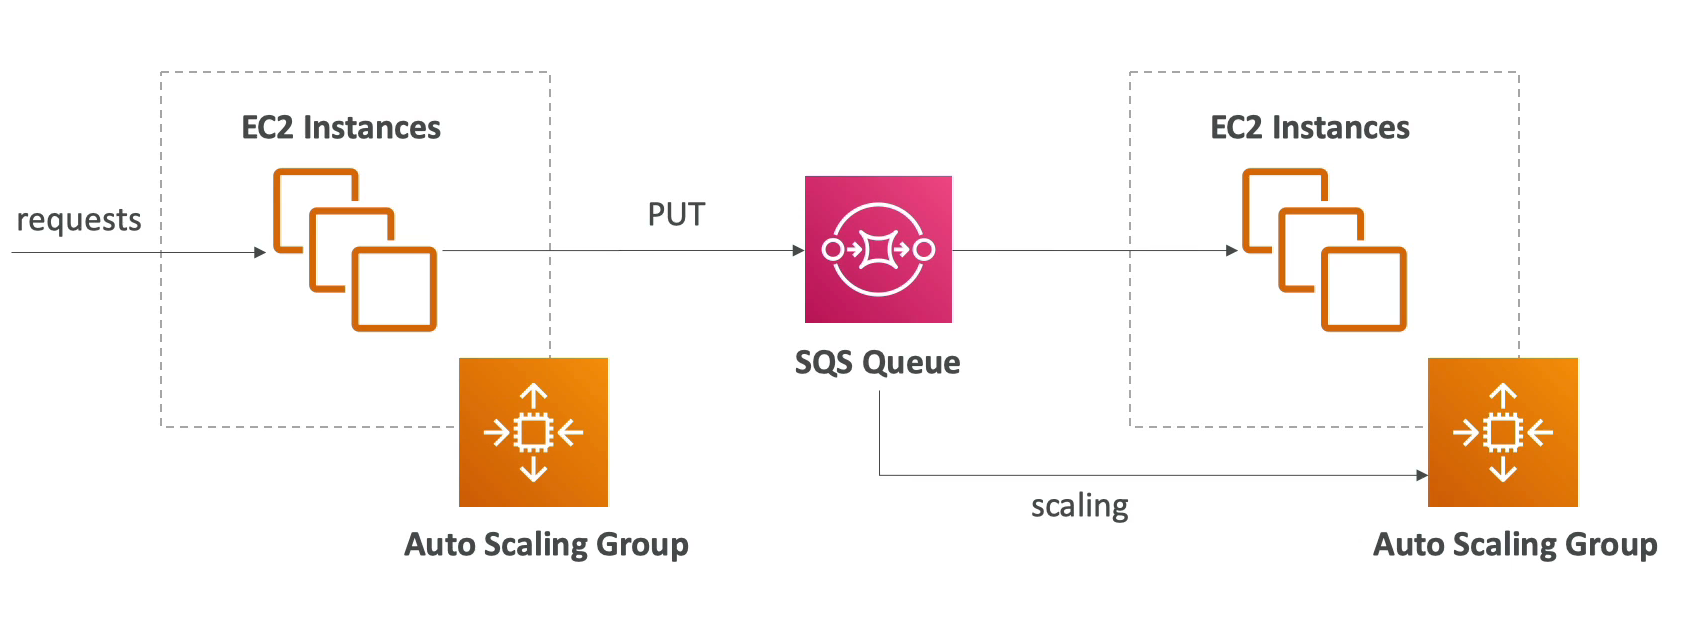 EC2 Instances
EC2 Instances
requests
PUT
SQS Queue
scaling
Auto Scaling Group
Auto Scaling Group